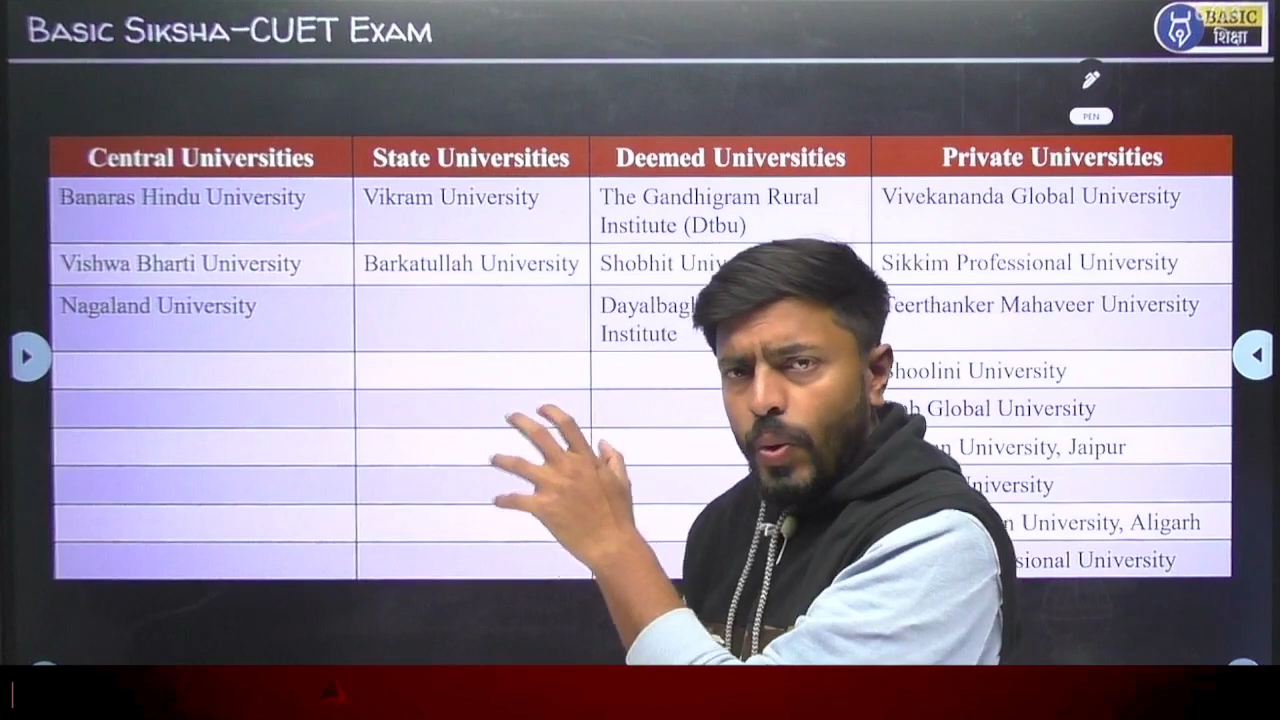 Basic Siksha-CUET Exam
BASIC
शिक्षा
PEN
Central Universities State Universities Deemed Universities Private Universities
Banaras Hindu University Vikram University The Gandhigram Rural Vivekananda Global University
Institute (Dtbu)
Vishwa Bharti University Barkatullah University Shobhit Sikkim Professional University
Nagaland University Dayalbagh Teerthanker Mahaveer University
Institute
Shoolini University
Global University
University, Jaipur
University
University, Aligarh
University